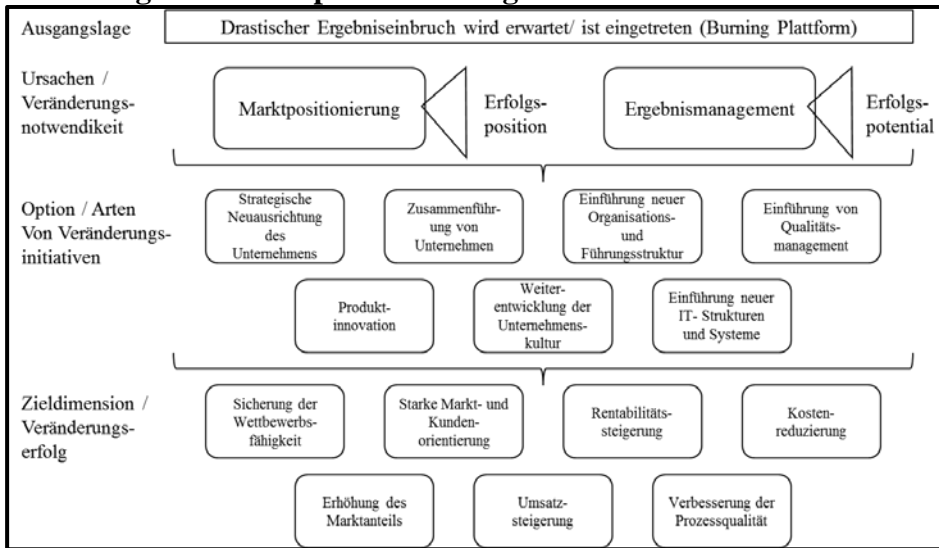 Ausgangslage
Drastischer Ergebniseinbruch wird erwartet/ ist eingetreten (Burning Plattform)
Ursachen /
Veränderungs-
notwendikeit
Marktpositionierung
Erfolgs-
position
Ergebnismanagement
Erfolgs-
potential
Option / Arten
Von Veränderungs-
initiativen
Strategische
Neuausrichtung
des
Unternehmens
Zusammenführ-
ung von
Unternehmen
Einführung neuer
Organisations-
und
Führungsstruktur
Einführung von
Qualitäts-
management
Produkt-
innovation
Weiter-
entwicklung der
Unternehmens-
kultur
Einführung neuer
IT- Strukturen
und Systeme
Zieldimension /
Veränderungs-
erfolg
Sicherung der
Wettbewerbs-
fähigkeit
Starke Markt- und
Kunden-
orientierung
Rentabilitäts-
steigerung
Kosten-
reduzierung
Erhöhung des
Marktanteils
Umsatz-
steigerung
Verbesserung der
Prozessqualität